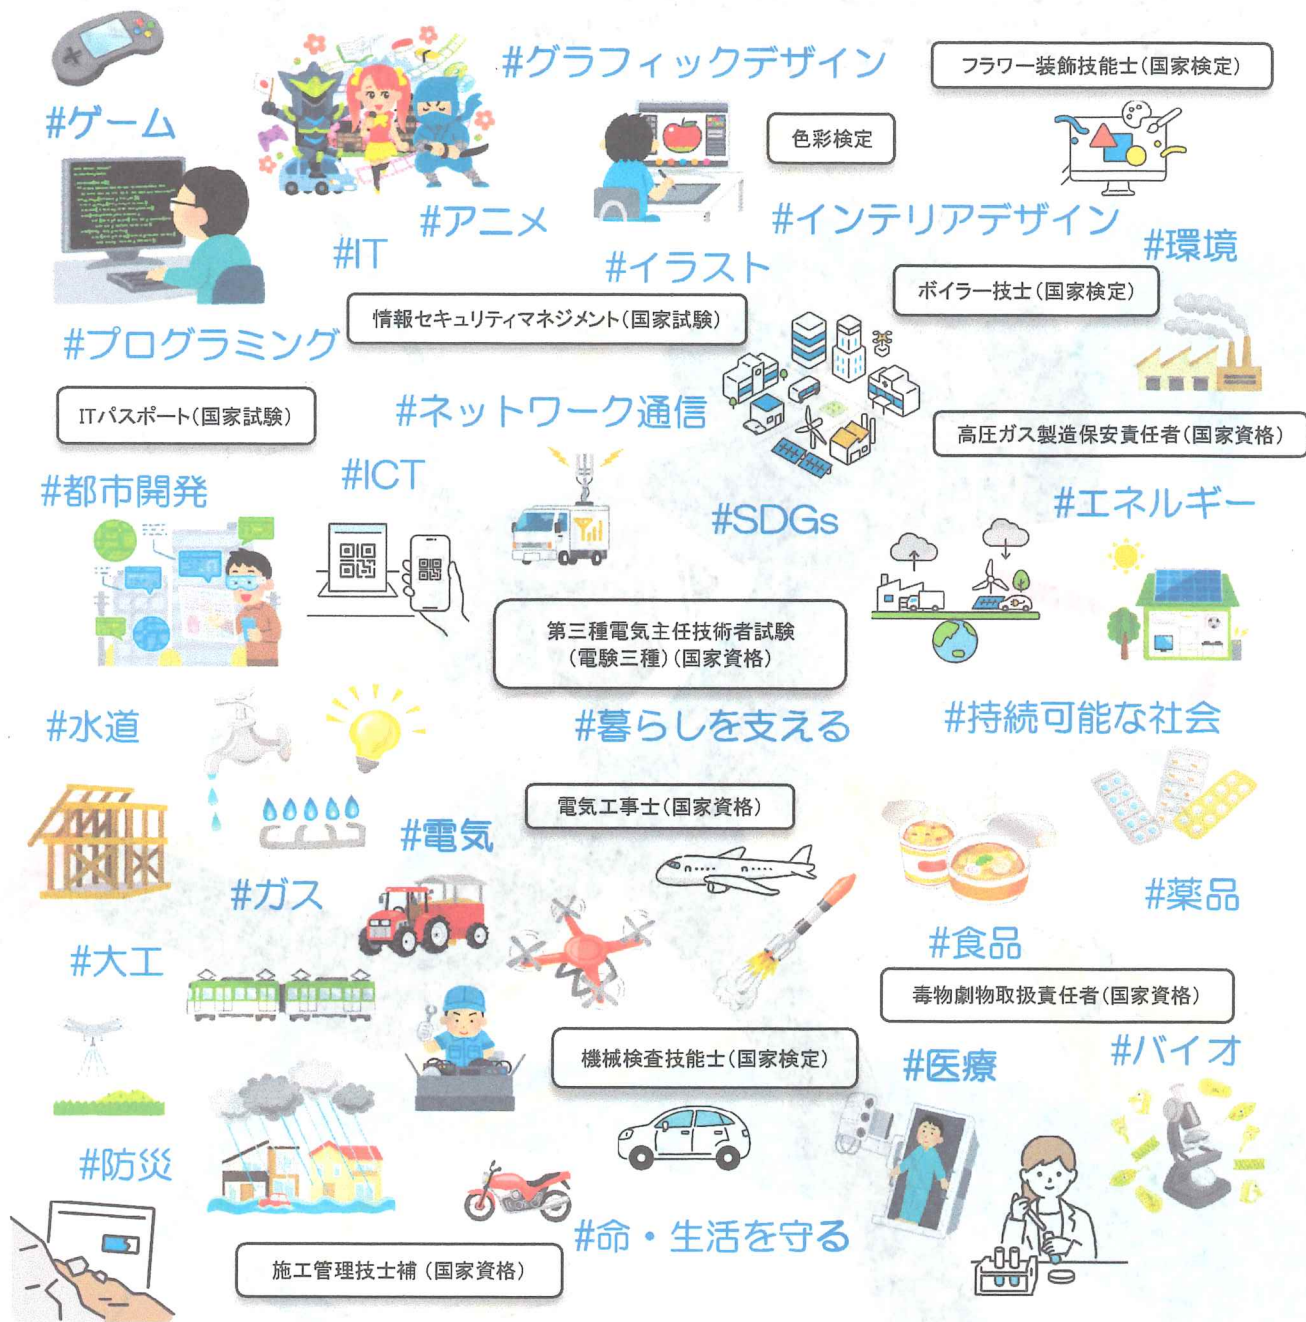 #グラフィックデザイン
フラワー装飾技能士(国家検定)
#ゲーム
色彩検定
#アニメ
#インテリアデザイン
#IT
#イラスト
#環境
ボイラー技士(国家検定)
情報セキュリティマネジメント(国家試験)
#プログラミング
ITパスポート(国家試験)
#ネットワーク通信
高圧ガス製造保安責任者(国家資格)
#都市開発
#ICT
#SDGs
#エネルギー
第三種電気主任技術者試験
(電験三種)(国家資格)
#水道
#暮らしを支える
#持続可能な社会
電気工事士(国家資格)
#電気
#ガス
#薬品
#大工
#食品
毒物劇物取扱責任者(国家資格)
機械検査技能士(国家検定)
#医療
#バイオ
#防災
#命・生活を守る
施工管理技士補(国家資格)